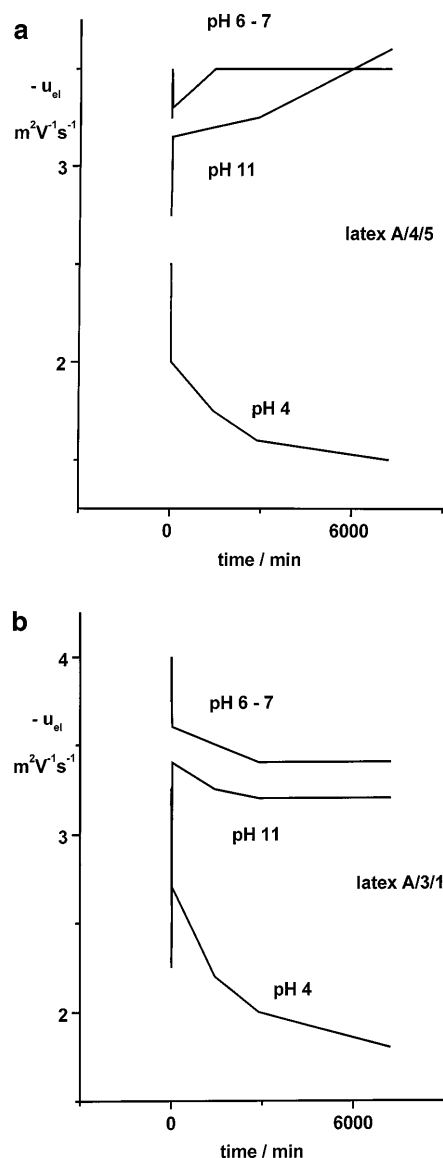 a
pH 6 - 7
- uel
m²V⁻¹s⁻¹
3
pH 11
latex A/4/5
2
pH 4
0 6000
time / min
b
4
pH 6 - 7
- uel
m²V⁻¹s⁻¹
3
pH 11
latex A/3/1
pH 4
2
0 6000
time / min